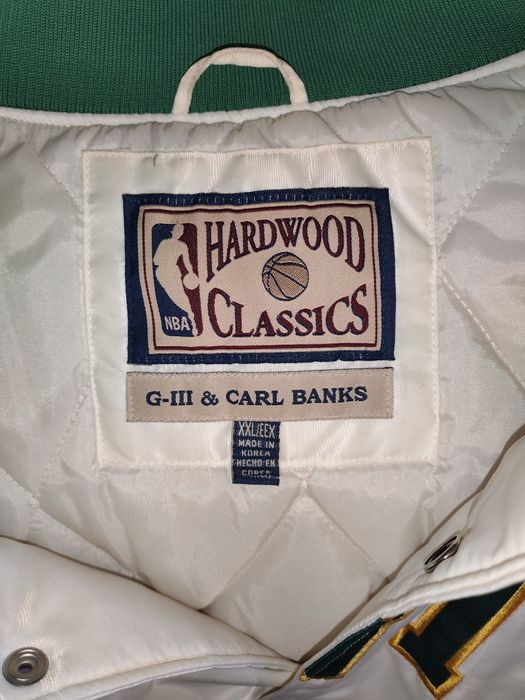 HARDWOOD
NBA
CLASSICS
G-III & CARL BANKS
XXL/EEX
MADE IN
KOREA
HECHO EN
COREA